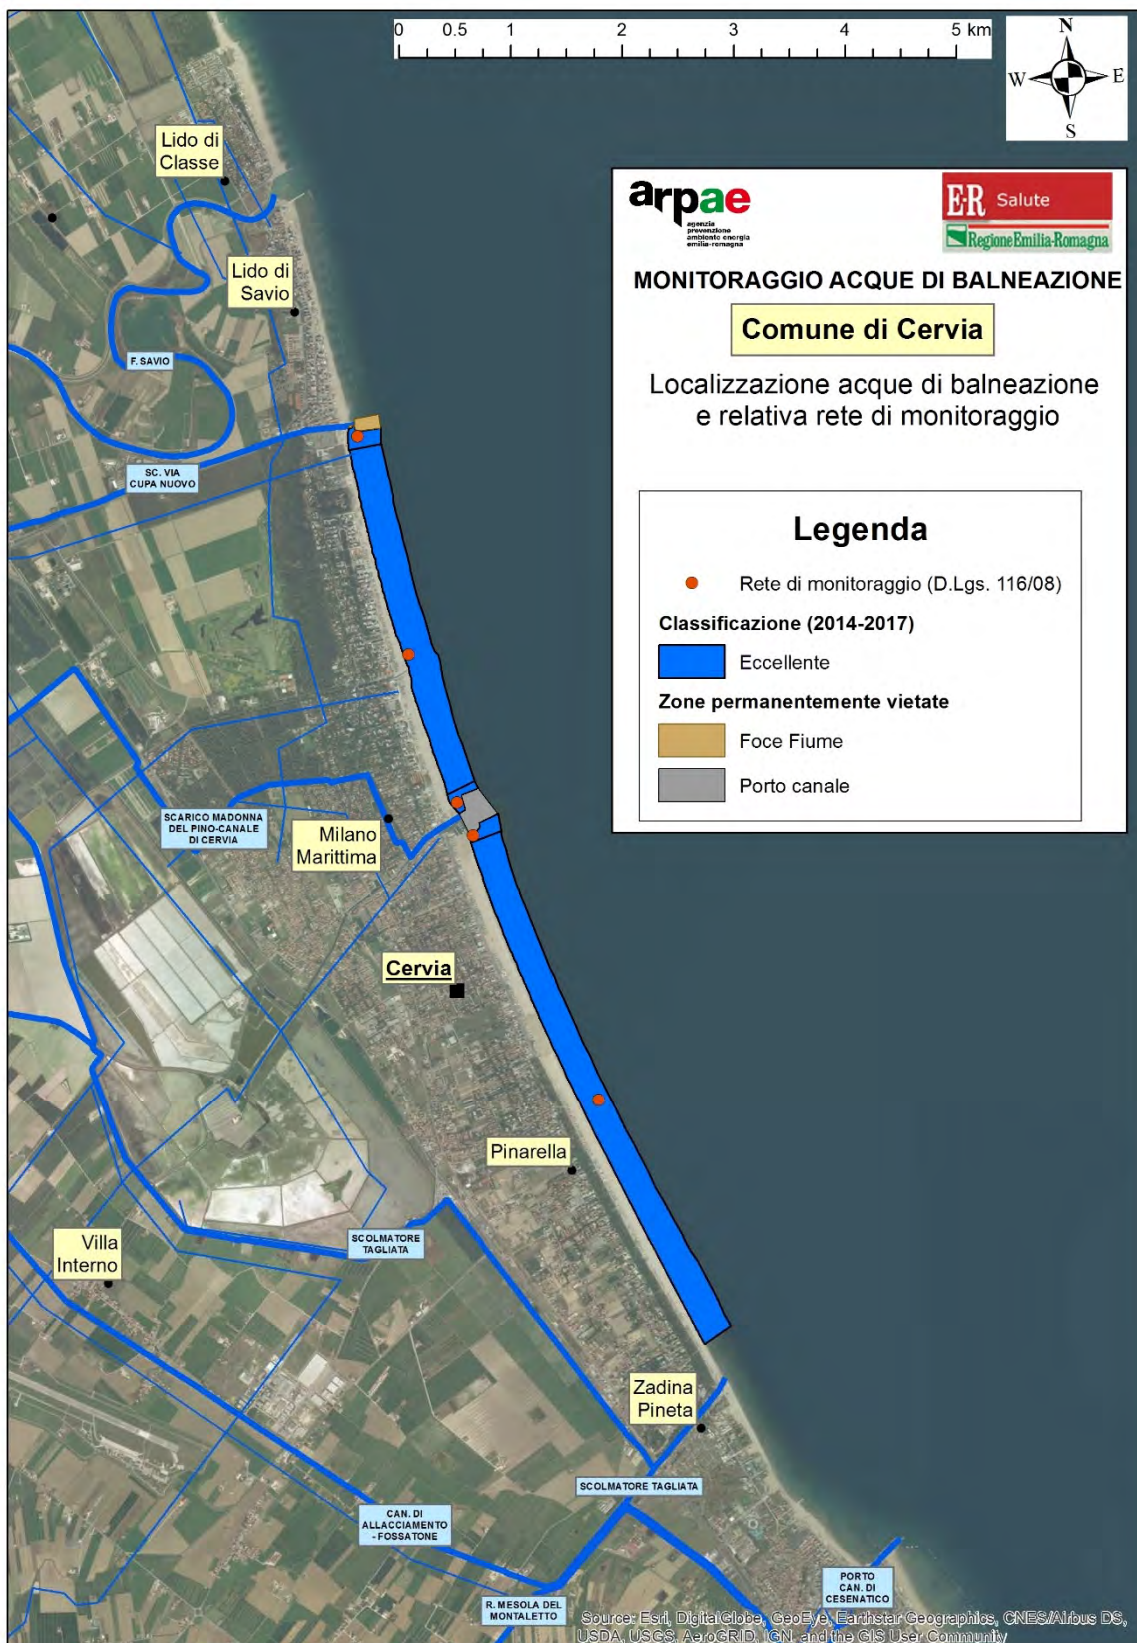 0 0.5 1 2 3 4 5 km
N
W E
S
Lido di
Classe
Lido di
Savio
F. SAVIO
SC. VIA
CUPA NUOVO
arpae
agenzia
prevenzione
ambiente energia
emilia-romagna
E·R Salute
RegioneEmilia-Romagna
MONITORAGGIO ACQUE DI BALNEAZIONE
Comune di Cervia
Localizzazione acque di balneazione
e relativa rete di monitoraggio
Legenda
Rete di monitoraggio (D.Lgs. 116/08)
Classificazione (2014-2017)
Eccellente
Zone permanentemente vietate
Foce Fiume
Porto canale
SCARICO MADONNA
DEL PINO-CANALE
DI CERVIA
Milano
Marittima
Cervia
Pinarella
SCOLMATORE
TAGLIATA
Villa
Interno
Zadina
Pineta
SCOLMATORE TAGLIATA
CAN. DI
ALLACCIAMENTO
- FOSSATONE
PORTO
CAN. DI
CESENATICO
R. MESOLA DEL
MONTALETTO
Source: Esri, DigitalGlobe, GeoEye, Earthstar Geographics, CNES/Airbus DS,
USDA, USGS, AeroGRID, IGN, and the GIS User Community